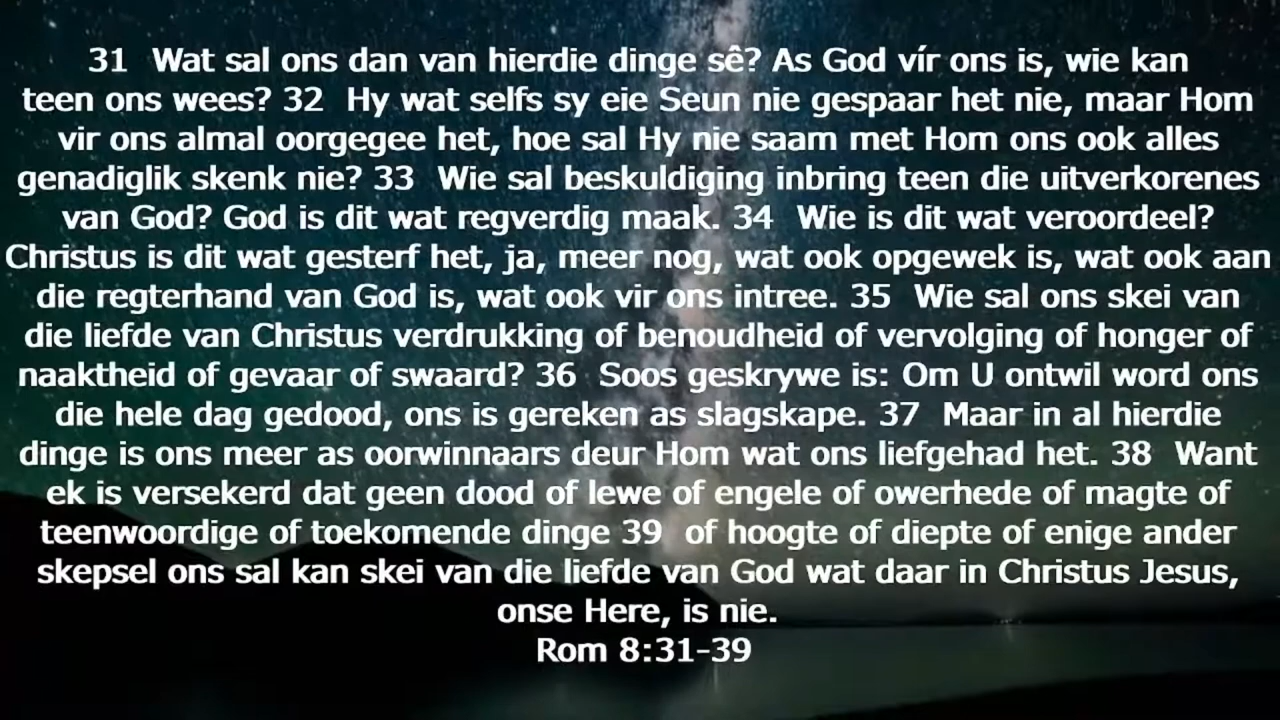 31 Wat sal ons dan van hierdie dinge sê? As God vír ons is, wie kan
teen ons wees? 32 Hy wat selfs sy eie Seun nie gespaar het nie, maar Hom
vir ons almal oorgegee het, hoe sal Hy nie saam met Hom ons ook alles
genadiglik skenk nie? 33 Wie sal beskuldiging inbring teen die uitverkorenes
van God? God is dit wat regverdig maak. 34 Wie is dit wat veroordeel?
Christus is dit wat gesterf het, ja, meer nog, wat ook opgewek is, wat ook aan
die regterhand van God is, wat ook vir ons intree. 35 Wie sal ons skei van
die liefde van Christus verdrukking of benoudheid of vervolging of honger of
naaktheid of gevaar of swaard? 36 Soos geskrywe is: Om U ontwil word ons
die hele dag gedood, ons is gereken as slagskape. 37 Maar in al hierdie
dinge is ons meer as oorwinnaars deur Hom wat ons liefgehad het. 38 Want
ek is versekerd dat geen dood of lewe of engele of owerhede of magte of
teenwoordige of toekomende dinge 39 of hoogte of diepte of enige ander
skepsel ons sal kan skei van die liefde van God wat daar in Christus Jesus,
onse Here, is nie.
Rom 8:31-39